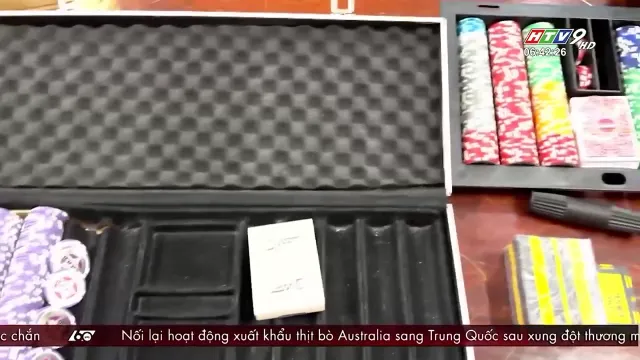 HTV9 HD
06:42:26
c chắn 60 Nối lại hoạt động xuất khẩu thịt bò Australia sang Trung Quốc sau xung đột thương m